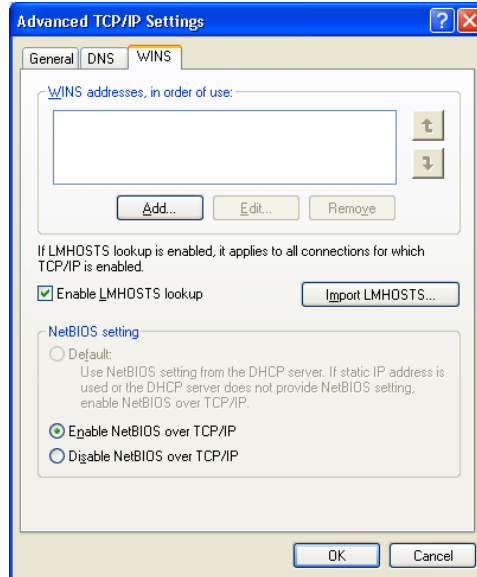 Advanced TCP/IP Settings
General DNS WINS
WINS addresses, in order of use:
Add... Edit... Remove
If LMHOSTS lookup is enabled, it applies to all connections for which
TCP/IP is enabled.
Enable LMHOSTS lookup Import LMHOSTS...
NetBIOS setting
Default:
Use NetBIOS setting from the DHCP server. If static IP address is
used or the DHCP server does not provide NetBIOS setting,
enable NetBIOS over TCP/IP.
Enable NetBIOS over TCP/IP
Disable NetBIOS over TCP/IP
OK Cancel